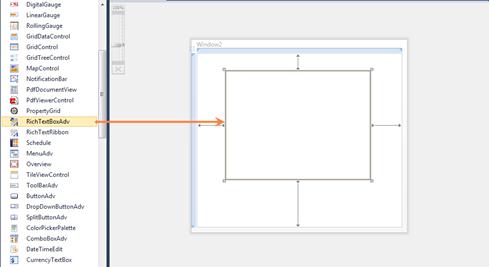 DigitalGauge
LinearGauge
RollingGauge
GridDataControl
GridControl
GridTreeControl
MapControl
NotificationBar
PdfDocumentView
PdfViewerControl
PropertyGrid
RichTextBoxAdv
RichTextRibbon
Schedule
MenuAdv
Overview
TileViewControl
ToolBarAdv
ButtonAdv
DropDownButtonAdv
SplitButtonAdv
ColorPickerPalette
ComboBoxAdv
DateTimeEdit
CurrencyTextBox
Window2